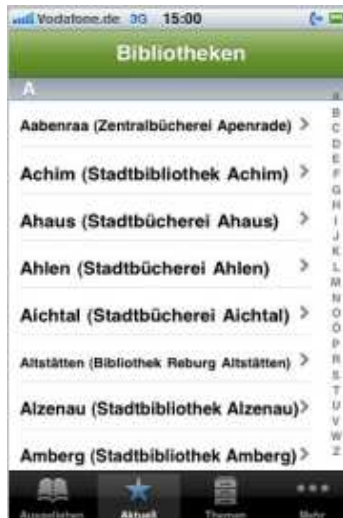 Vodafone.de 3G 15:00
Bibliotheken
A
Aabenraa (Zentralbücherei Apenrade)
Achim (Stadtbibliothek Achim)
Ahaus (Stadtbücherei Ahaus)
Ahlen (Stadtbücherei Ahlen)
Aichtal (Stadtbücherei Aichtal)
Altstätten (Bibliothek Reburg Altstätten)
Alzenau (Stadtbibliothek Alzenau)
Amberg (Stadtbibliothek Amberg)
B
C
D
E
F
G
H
I
J
K
L
M
N
O
Ö
P
R
S
T
U
V
W
Z
Ausgeliehen Aktuell Themen Mehr